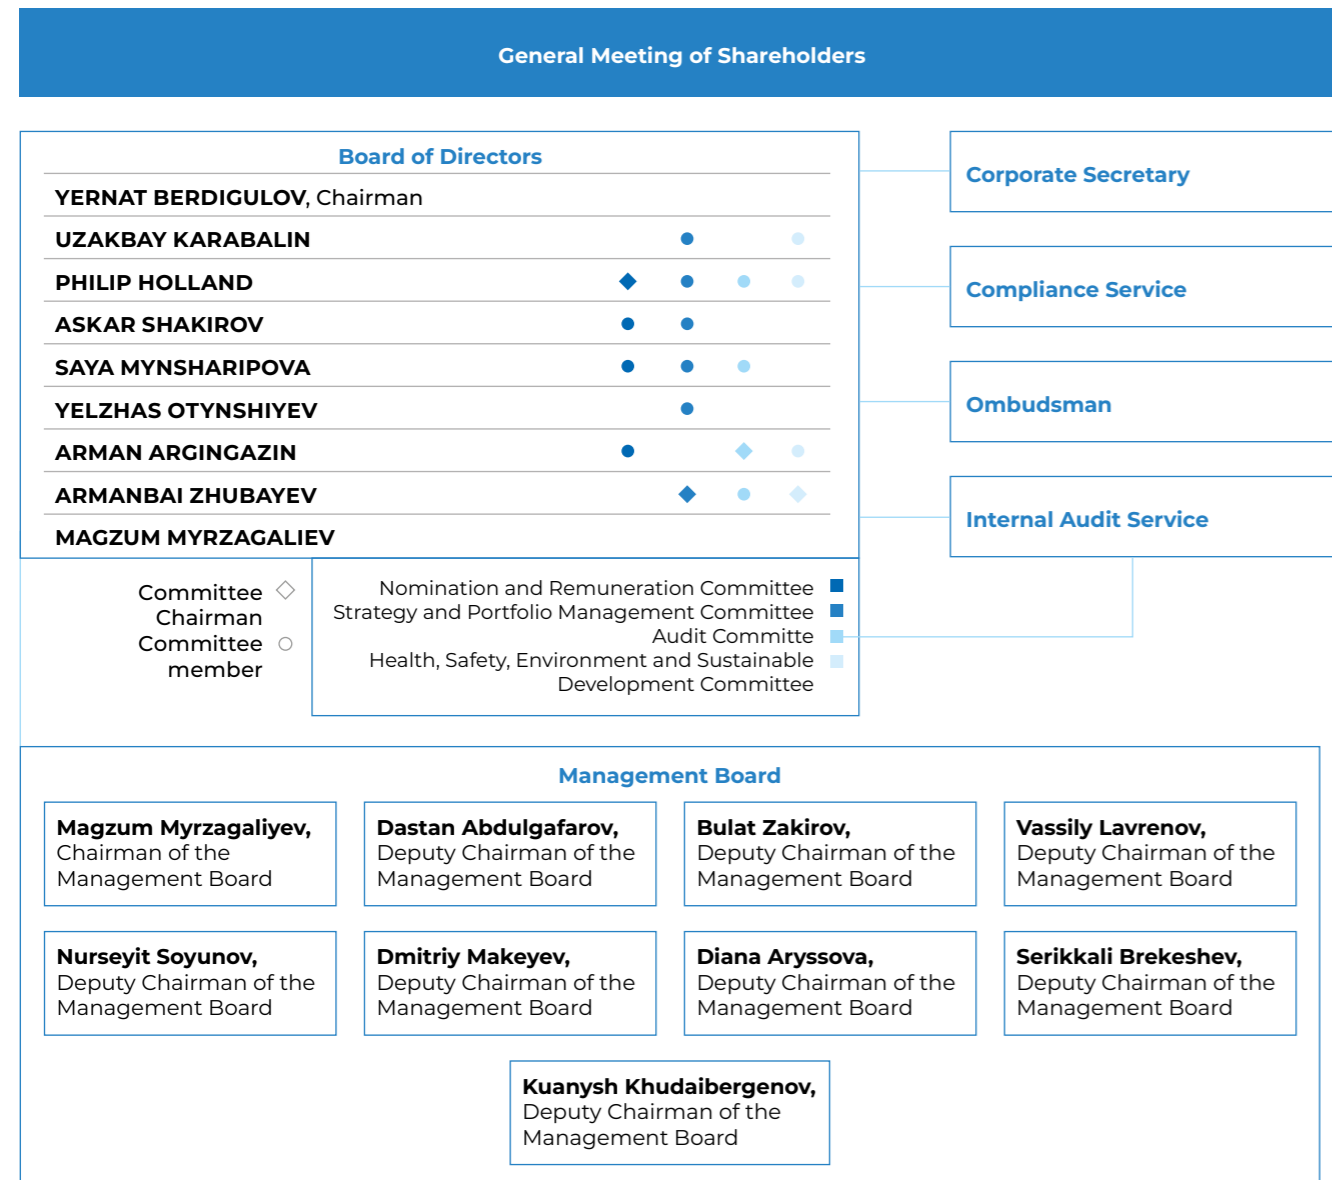 General Meeting of Shareholders
Board of Directors
YERNAT BERDIGULOV, Chairman
UZAKBAY KARABALIN
PHILIP HOLLAND
ASKAR SHAKIROV
SAYA MYNSHARIPOVA
YELZHAS OTYNSHIYEV
ARMAN ARGINGAZIN
ARMANBAI ZHUBAYEV
MAGZUM MYRZAGALIEV
Corporate Secretary
Compliance Service
Ombudsman
Internal Audit Service
Committee
Chairman
Committee
member
Nomination and Remuneration Committee
Strategy and Portfolio Management Committee
Audit Committe
Health, Safety, Environment and Sustainable
Development Committee
Management Board
Magzum Myrzagaliyev,
Chairman of the
Management Board
Dastan Abdulgafarov,
Deputy Chairman of the
Management Board
Bulat Zakirov,
Deputy Chairman of the
Management Board
Vassily Lavrenov,
Deputy Chairman of the
Management Board
Nurseyit Soyunov,
Deputy Chairman of the
Management Board
Dmitriy Makeyev,
Deputy Chairman of the
Management Board
Diana Aryssova,
Deputy Chairman of the
Management Board
Serikkali Brekeshev,
Deputy Chairman of the
Management Board
Kuanysh Khudaibergenov,
Deputy Chairman of the
Management Board